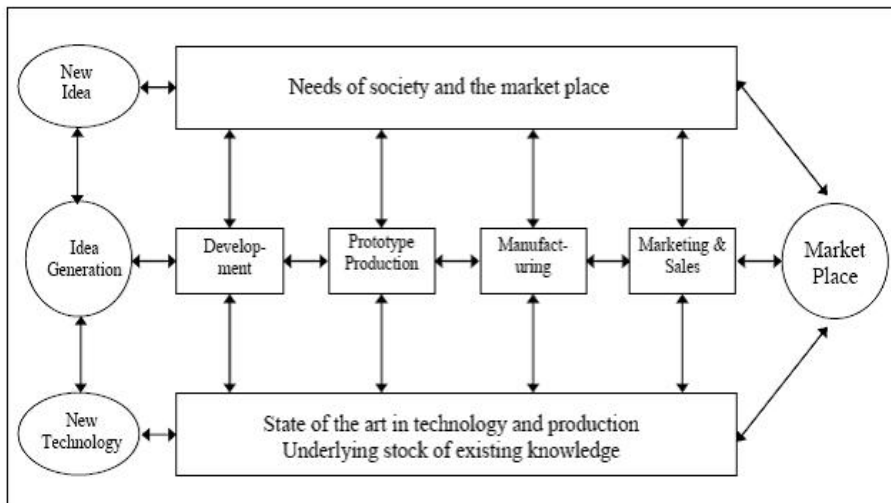 New
Idea
Needs of society and the market place
Idea
Generation
Develop-
ment
Prototype
Production
Manufact-
uring
Marketing &
Sales
Market
Place
New
Technology
State of the art in technology and production
Underlying stock of existing knowledge